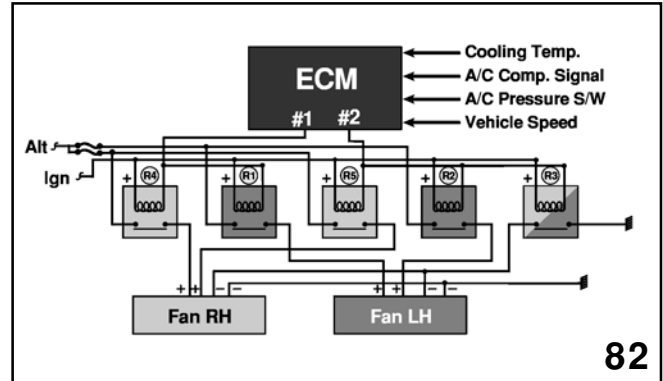 ECM
#1 #2
Cooling Temp.
A/C Comp. Signal
A/C Pressure S/W
Vehicle Speed
Alt
Ign
+ R4 + R1 + R5 + R2 + R3
+ + − −
+ + − −
Fan RH
Fan LH
82